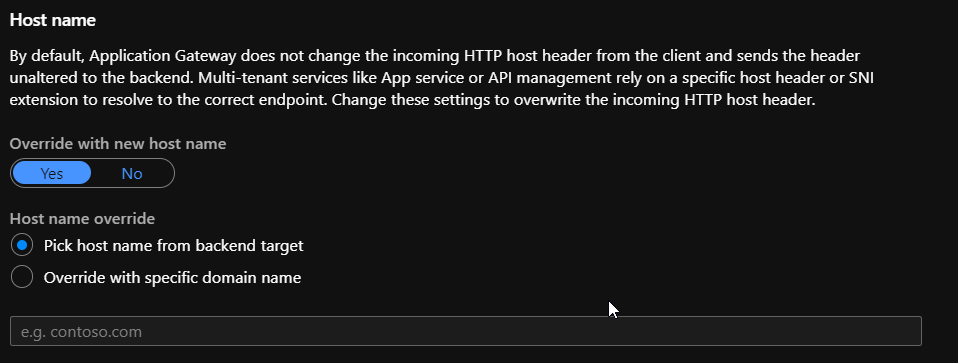 Host name
By default, Application Gateway does not change the incoming HTTP host header from the client and sends the header
unaltered to the backend. Multi-tenant services like App service or API management rely on a specific host header or SNI
extension to resolve to the correct endpoint. Change these settings to overwrite the incoming HTTP host header.
Override with new host name
Yes No
Host name override
Pick host name from backend target
Override with specific domain name
e.g. contoso.com